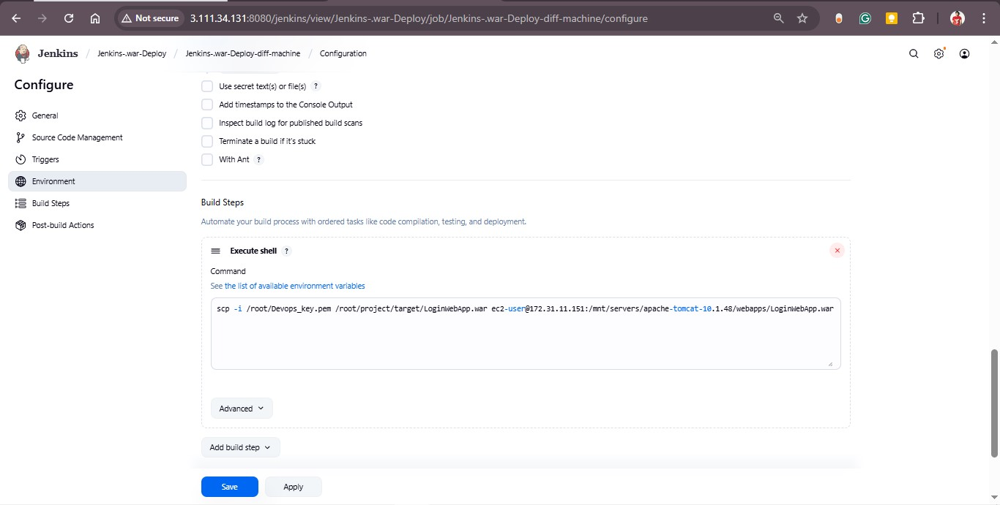 Not secure 3.111.34.131:8080/jenkins/view/Jenkins-.war-Deploy/job/Jenkins-.war-Deploy-diff-machine/configure
Jenkins / Jenkins-.war-Deploy / Jenkins-.war-Deploy-diff-machine / Configuration
Configure
General
Source Code Management
Triggers
Environment
Build Steps
Post-build Actions
Use secret text(s) or file(s) ?
Add timestamps to the Console Output
Inspect build log for published build scans
Terminate a build if it's stuck
With Ant ?
Build Steps
Automate your build process with ordered tasks like code compilation, testing, and deployment.
Execute shell ?
Command
See the list of available environment variables
scp -i /root/Devops_key.pem /root/project/target/LoginWebApp.war ec2-user@172.31.11.151:/mnt/servers/apache-tomcat-10.1.48/webapps/LoginWebApp.war
Advanced
Add build step
Save Apply